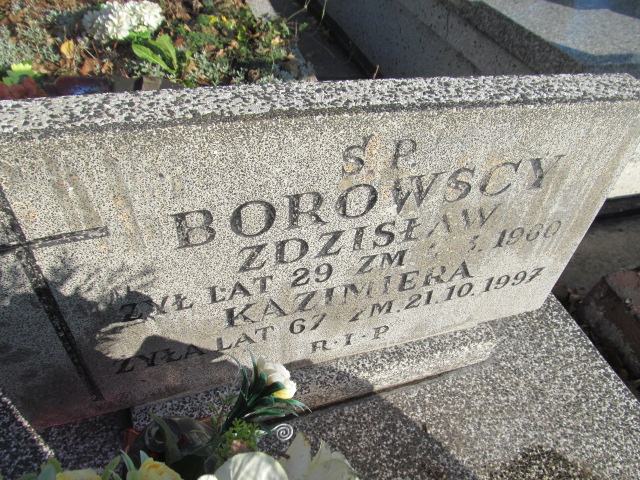 Ś.P.
BOROWSCY
ZDZISŁAW
ŻYŁ LAT 29 ZM 1960
KAZIMIERA
ŻYŁA LAT 67 ZM. 21.10.1997
R.I.P